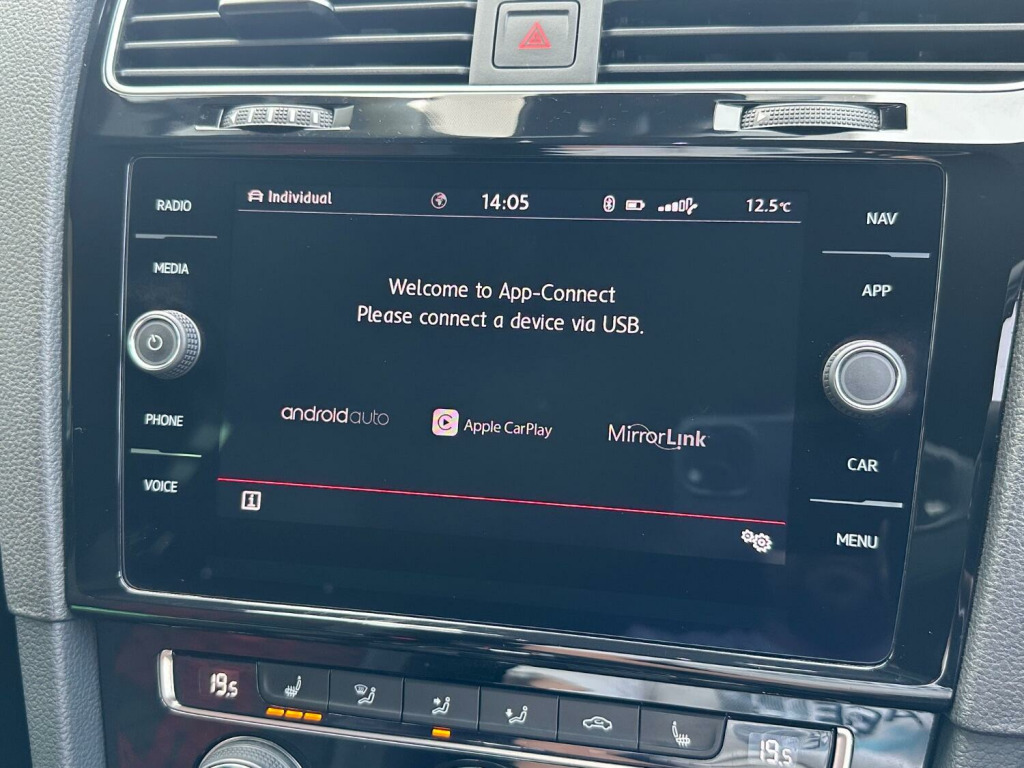 RADIO
MEDIA
PHONE
VOICE
Individual
14:05
12.5°C
Welcome to App-Connect
Please connect a device via USB.
androidauto
Apple CarPlay
MirrorLink
i
NAV
APP
CAR
MENU
19.5
19.5